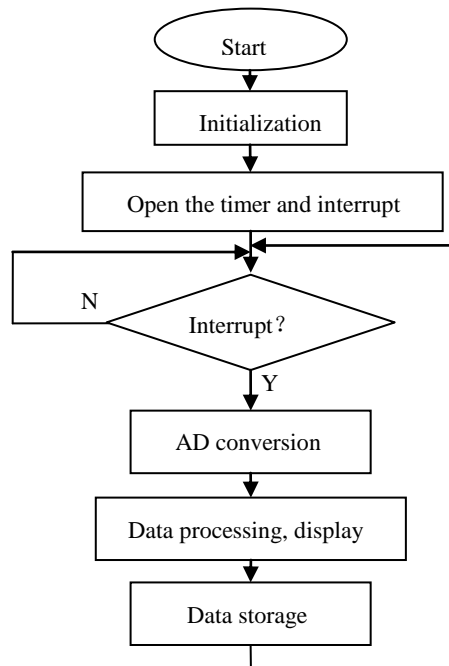 Start
Initialization
Open the timer and interrupt
N
Interrupt？
Y
AD conversion
Data processing, display
Data storage